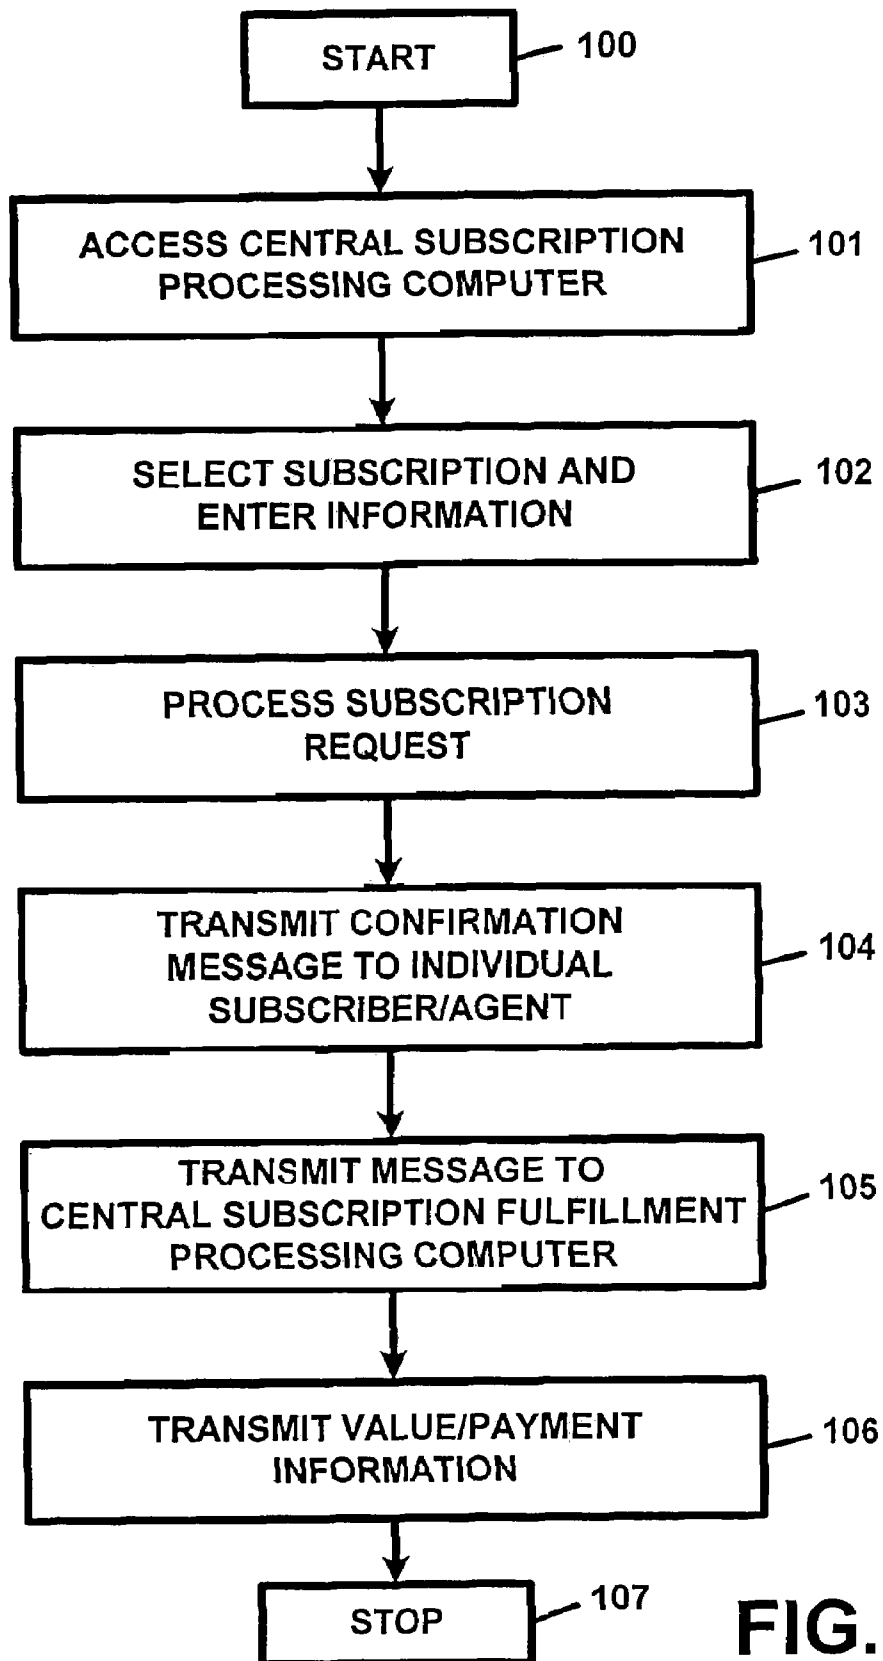 START
100
ACCESS CENTRAL SUBSCRIPTION
PROCESSING COMPUTER
101
SELECT SUBSCRIPTION AND
ENTER INFORMATION
102
PROCESS SUBSCRIPTION
REQUEST
103
TRANSMIT CONFIRMATION
MESSAGE TO INDIVIDUAL
SUBSCRIBER/AGENT
104
TRANSMIT MESSAGE TO
CENTRAL SUBSCRIPTION FULFILLMENT
PROCESSING COMPUTER
105
TRANSMIT VALUE/PAYMENT
INFORMATION
106
STOP
107
FIG.